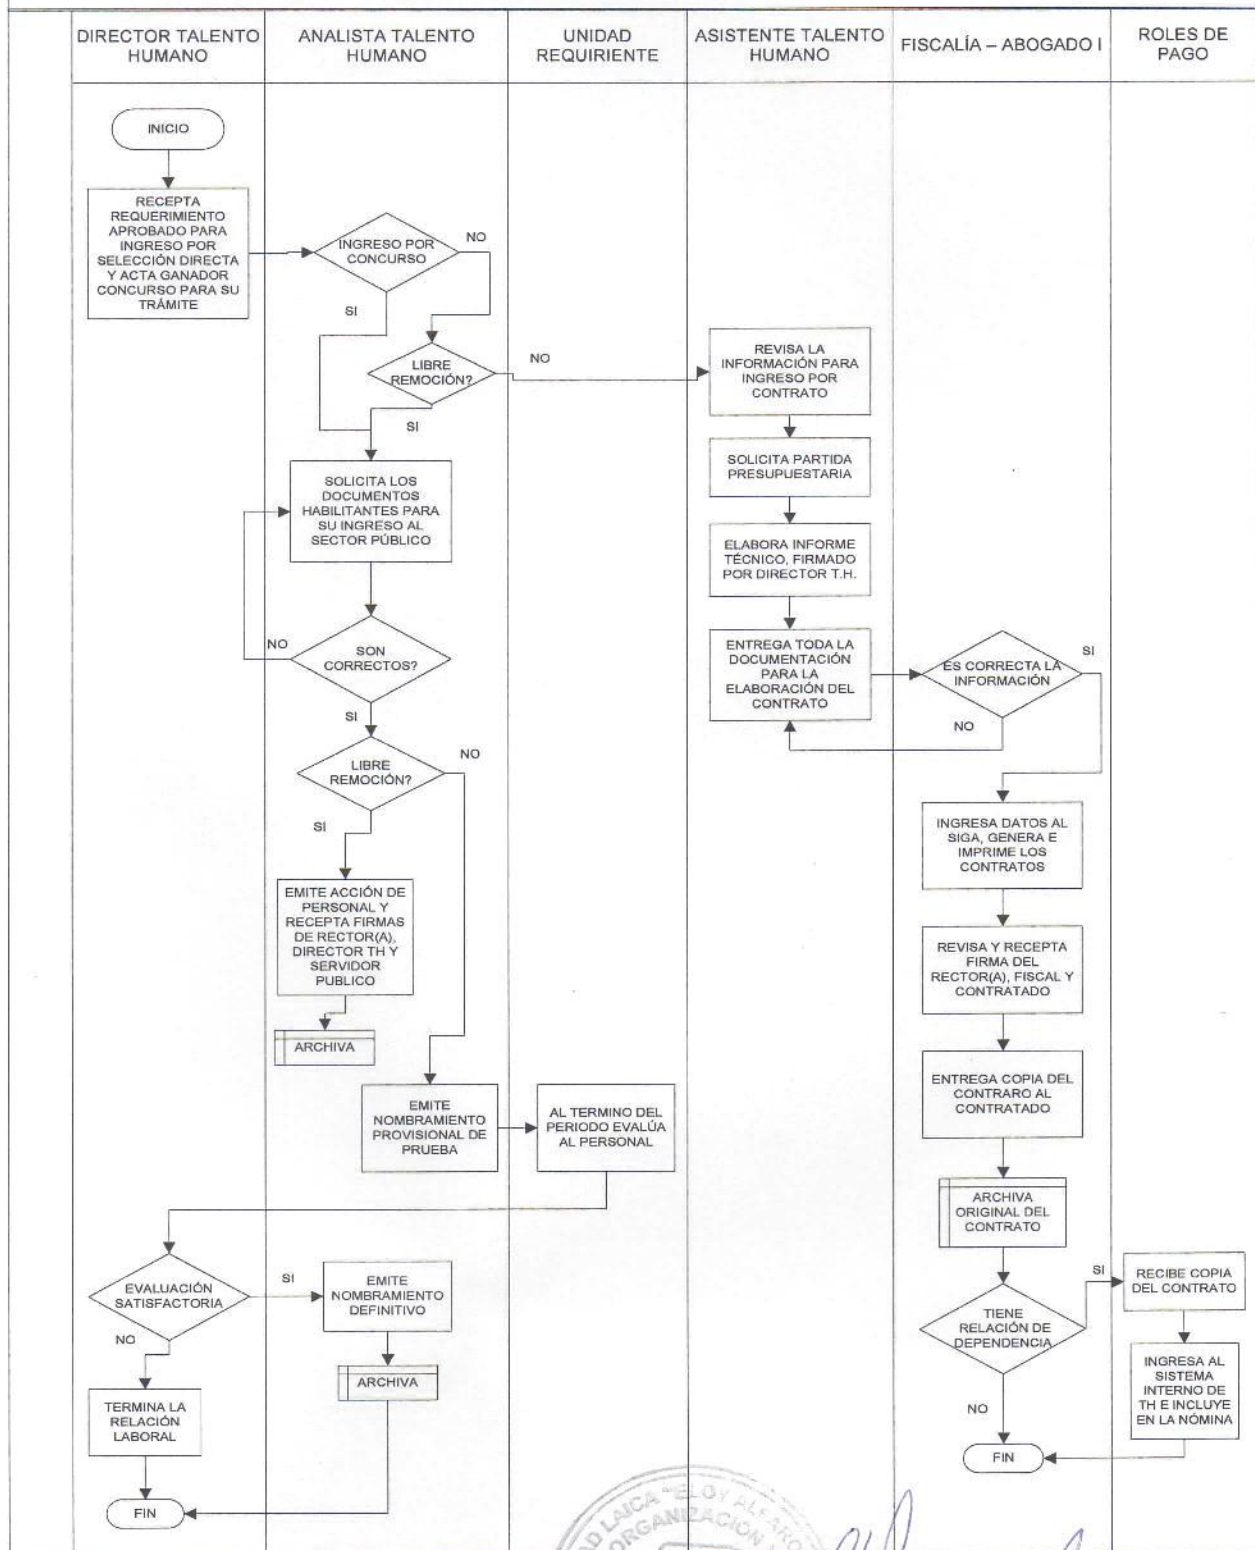 DIRECTOR TALENTO
HUMANO
ANALISTA TALENTO
HUMANO
UNIDAD
REQUIRIENTE
ASISTENTE TALENTO
HUMANO
FISCALÍA – ABOGADO I
ROLES DE
PAGO
INICIO
RECEPTA
REQUERIMIENTO
APROBADO PARA
INGRESO POR
SELECCIÓN DIRECTA
Y ACTA GANADOR
CONCURSO PARA SU
TRÁMITE
INGRESO POR
CONCURSO
NO
SI
LIBRE
REMOCIÓN?
NO
SI
REVISA LA
INFORMACIÓN PARA
INGRESO POR
CONTRATO
SOLICITA PARTIDA
PRESUPUESTARIA
SOLICITA LOS
DOCUMENTOS
HABILITANTES PARA
SU INGRESO AL
SECTOR PÚBLICO
ELABORA INFORME
TÉCNICO, FIRMADO
POR DIRECTOR T.H.
NO
SON
CORRECTOS?
SI
ENTREGA TODA LA
DOCUMENTACIÓN
PARA LA
ELABORACIÓN DEL
CONTRATO
ES CORRECTA LA
INFORMACIÓN
SI
NO
LIBRE
REMOCIÓN?
NO
SÍ
INGRESA DATOS AL
SIGA, GENERA E
IMPRIME LOS
CONTRATOS
EMITE ACCIÓN DE
PERSONAL Y
RECEPTA FIRMAS
DE RECTOR(A),
DIRECTOR TH Y
SERVIDOR
PUBLICO
REVISA Y RECEPTA
FIRMA DEL
RECTOR(A), FISCAL Y
CONTRATADO
ARCHIVA
ENTREGA COPIA DEL
CONTRARO AL
CONTRATADO
EMITE
NOMBRAMIENTO
PROVISIONAL DE
PRUEBA
AL TERMINO DEL
PERIODO EVALÚA
AL PERSONAL
ARCHIVA
ORIGINAL DEL
CONTRATO
EVALUACIÓN
SATISFACTORIA
SI
NO
EMITE
NOMBRAMIENTO
DEFINITIVO
TIENE
RELACIÓN DE
DEPENDENCIA
SI
NO
RECIBE COPIA
DEL CONTRATO
ARCHIVA
INGRESA AL
SISTEMA
INTERNO DE
TH E INCLUYE
EN LA NÓMINA
TERMINA LA
RELACIÓN
LABORAL
FIN
FIN
LAICA "ELOY ALFARO
ORGANIZACIÓN